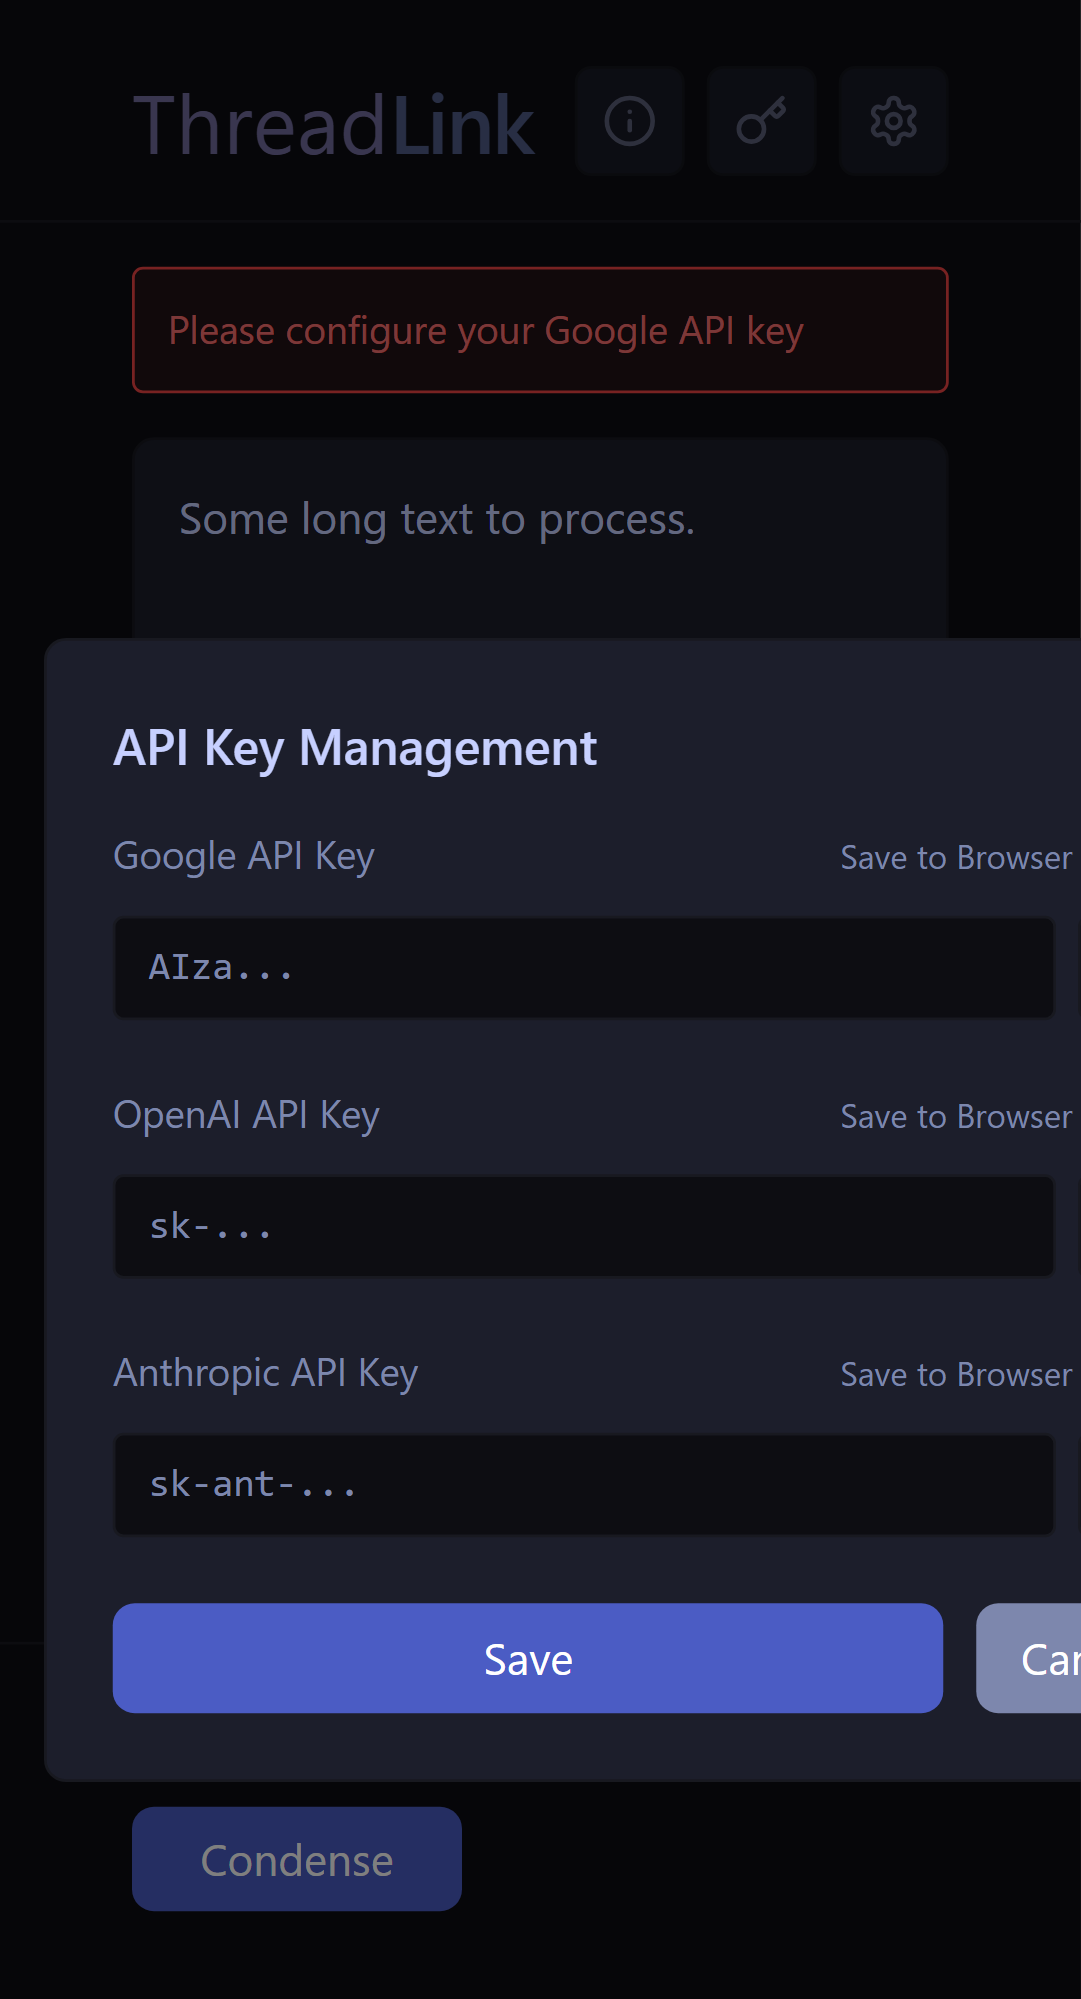 ThreadLink
Please configure your Google API key
Some long text to process.
API Key Management
Google API Key
Save to Browser
AIza...
OpenAI API Key
Save to Browser
sk-...
Anthropic API Key
Save to Browser
sk-ant-...
Save
Condense